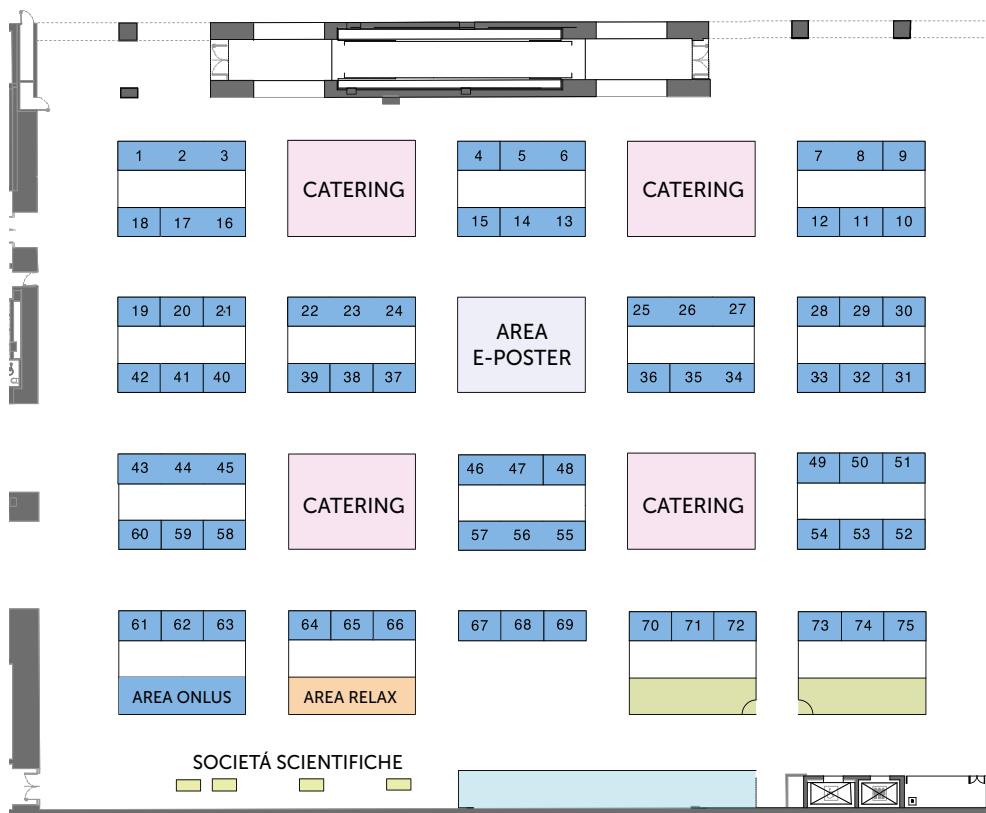 1 2 3
CATERING
4 5 6
CATERING
7 8 9
18 17 16
15 14 13
12 11 10
19 20 21
22 23 24
AREA
E-POSTER
25 26 27
28 29 30
42 41 40
39 38 37
36 35 34
33 32 31
43 44 45
CATERING
46 47 48
CATERING
49 50 51
60 59 58
57 56 55
54 53 52
61 62 63
64 65 66
67 68 69
70 71 72
73 74 75
AREA ONLUS
AREA RELAX
SOCIETÁ SCIENTIFICHE